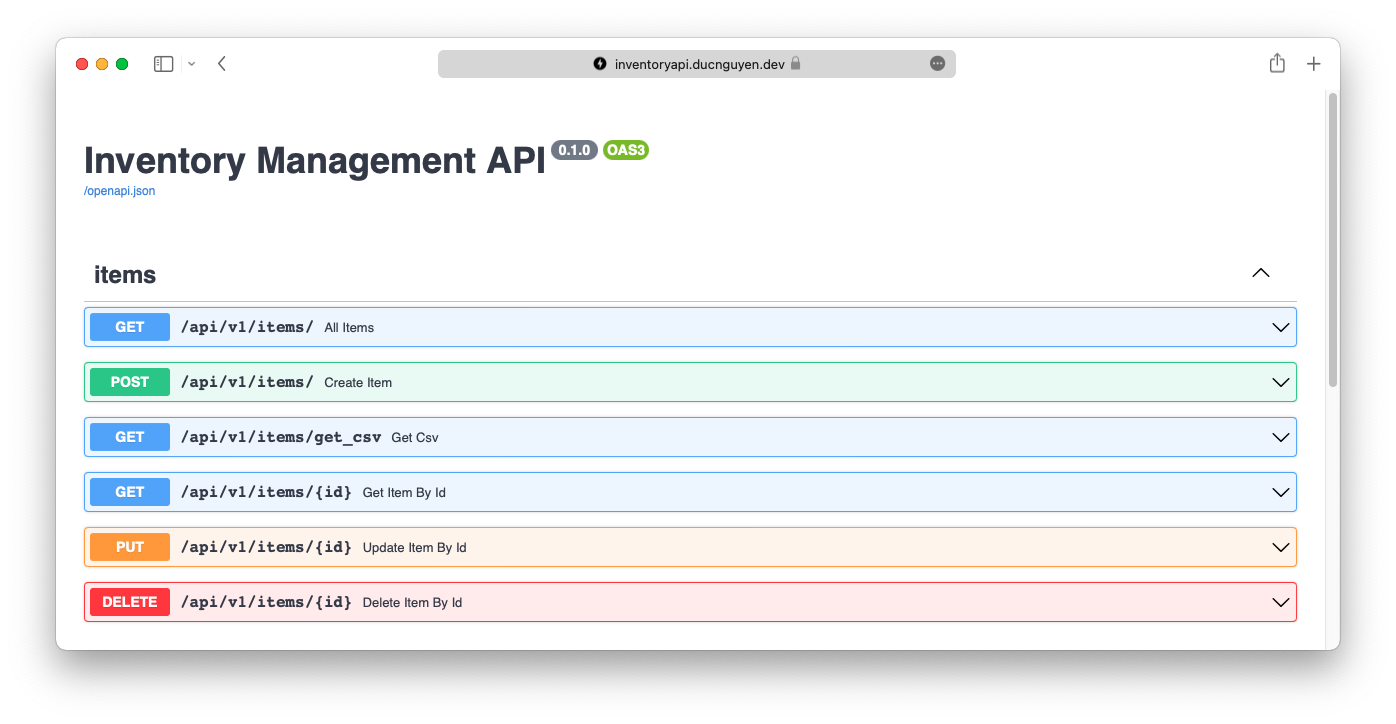 inventoryapi.ducnguyen.dev
Inventory Management API 0.1.0 OAS3
/openapi.json
items
GET /api/v1/items/ All Items
POST /api/v1/items/ Create Item
GET /api/v1/items/get_csv Get Csv
GET /api/v1/items/{id} Get Item By Id
PUT /api/v1/items/{id} Update Item By Id
DELETE /api/v1/items/{id} Delete Item By Id